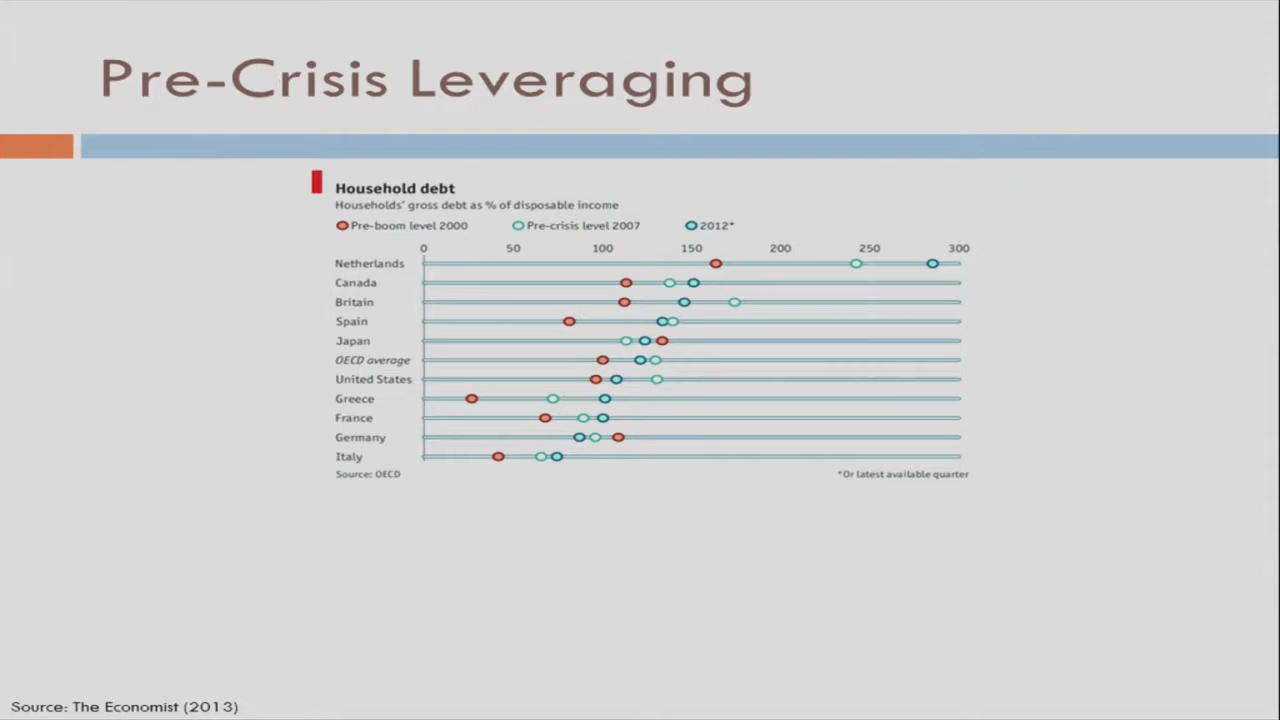 Pre-Crisis Leveraging
Household debt
Households' gross debt as % of disposable income
Pre-boom level 2000 Pre-crisis level 2007 2012*
0 50 100 150 200 250 300
Netherlands
Canada
Britain
Spain
Japan
OECD average
United States
Greece
France
Germany
Italy
Source: OECD *Or latest available quarter
Source: The Economist (2013)